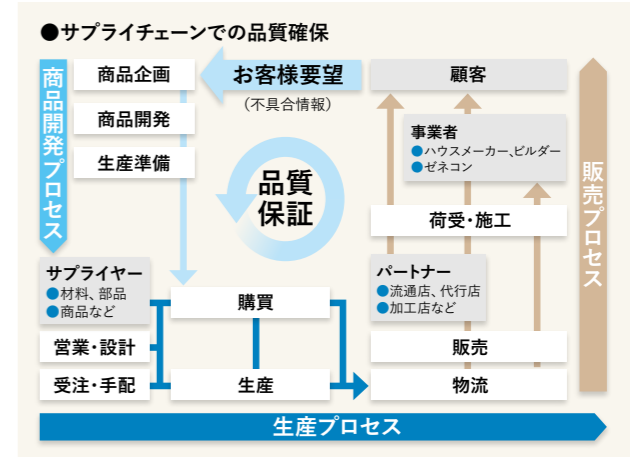 ●サプライチェーンでの品質確保
商品開発プロセス
商品企画
お客様要望
(不具合情報)
顧客
商品開発
生産準備
品質
保証
事業者
●ハウスメーカー、ビルダー
●ゼネコン
荷受・施工
販売プロセス
サプライヤー
●材料、部品
●商品など
購買
パートナー
●流通店、代行店
●加工店など
営業・設計
販売
受注・手配
生産
物流
生産プロセス